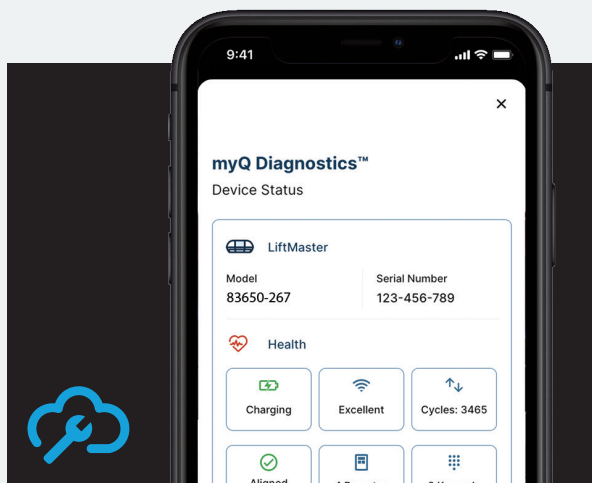 9:41
myQ Diagnostics™
Device Status
LiftMaster
Model
Serial Number
83650-267
123-456-789
Health
Charging
Excellent
Cycles: 3465
Aligned